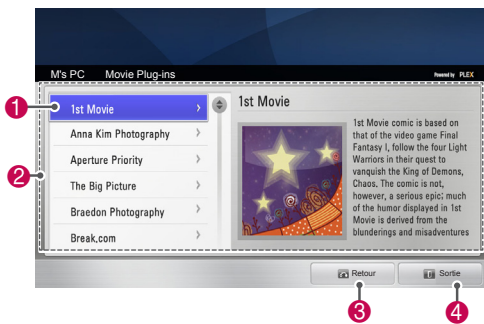 M's PC Movie Plug-ins
Powered by PLEX
1
1st Movie
Anna Kim Photography
Aperture Priority
2
The Big Picture
Braedon Photography
Break.com
1st Movie
1st Movie comic is based on
that of the video game Final
Fantasy I, follow the four Light
Warriors in their quest to
vanquish the King of Demons,
Chaos. The comic is not,
however, a serious epic; much
of the humor displayed in 1st
Movie is derived from the
blunderings and misadventures
Retour
Sortie
3
4